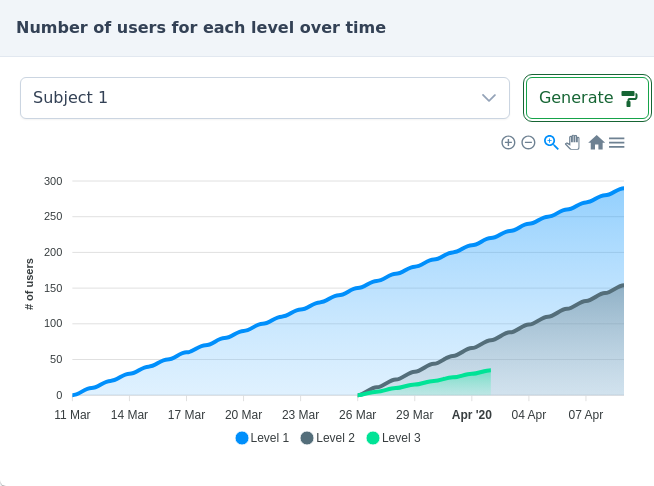 Number of users for each level over time
Subject 1
Generate
300
250
200
150
100
50
0
# of users
11 Mar 14 Mar 17 Mar 20 Mar 23 Mar 26 Mar 29 Mar Apr '20 04 Apr 07 Apr
Level 1 Level 2 Level 3